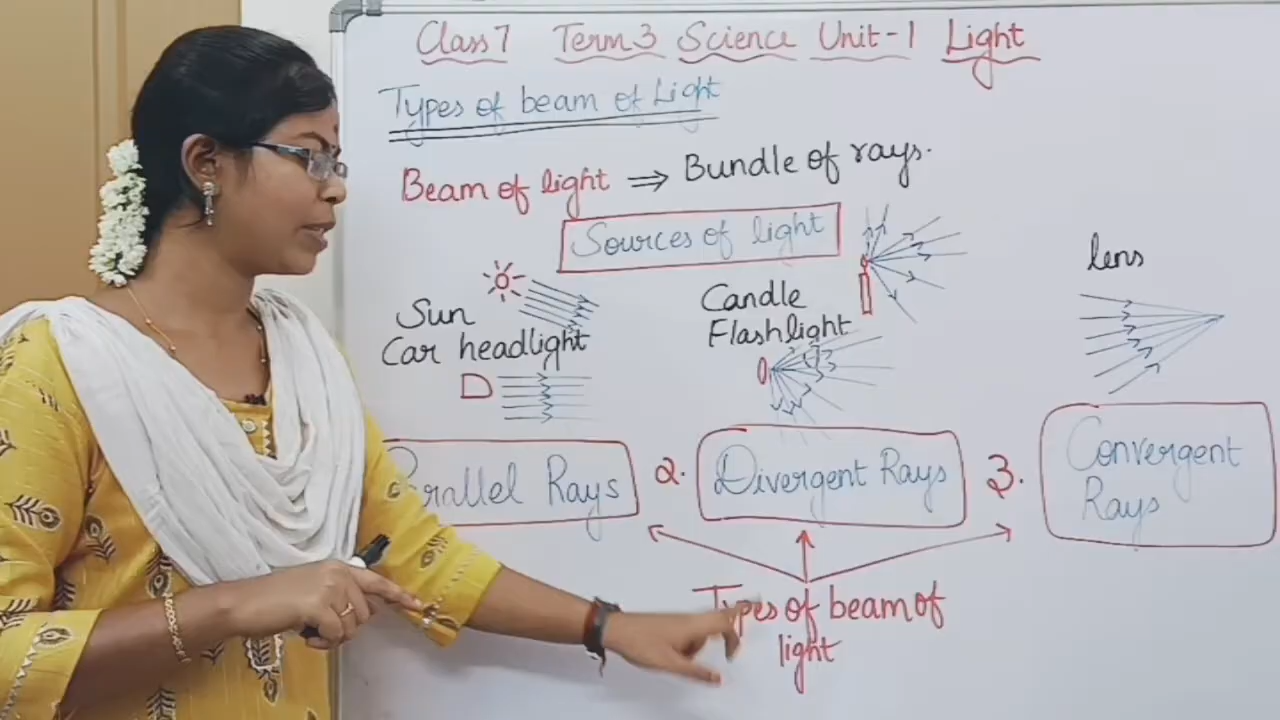 Class 7 Term 3 Science Unit-1 Light
Types of beam of Light
Beam of light ⇒ Bundle of rays.
Sources of light
Sun
Car headlight
Candle
Flashlight
lens
Parallel Rays
2. Divergent Rays
3. Convergent
Rays
Types of beam of
light